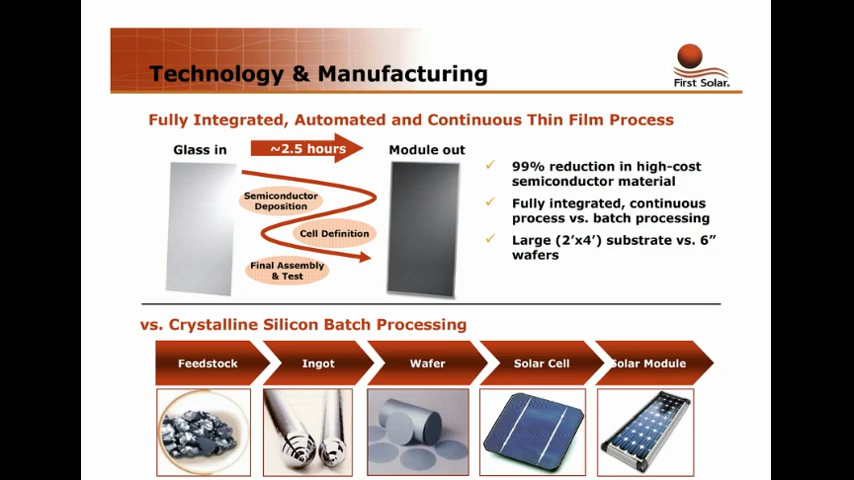 Technology & Manufacturing
First Solar.
Fully Integrated, Automated and Continuous Thin Film Process
Glass in
~2.5 hours
Module out
Semiconductor
Deposition
Cell Definition
Final Assembly
& Test
99% reduction in high-cost
semiconductor material
Fully integrated, continuous
process vs. batch processing
Large (2’x4’) substrate vs. 6”
wafers
vs. Crystalline Silicon Batch Processing
Feedstock
Ingot
Wafer
Solar Cell
Solar Module